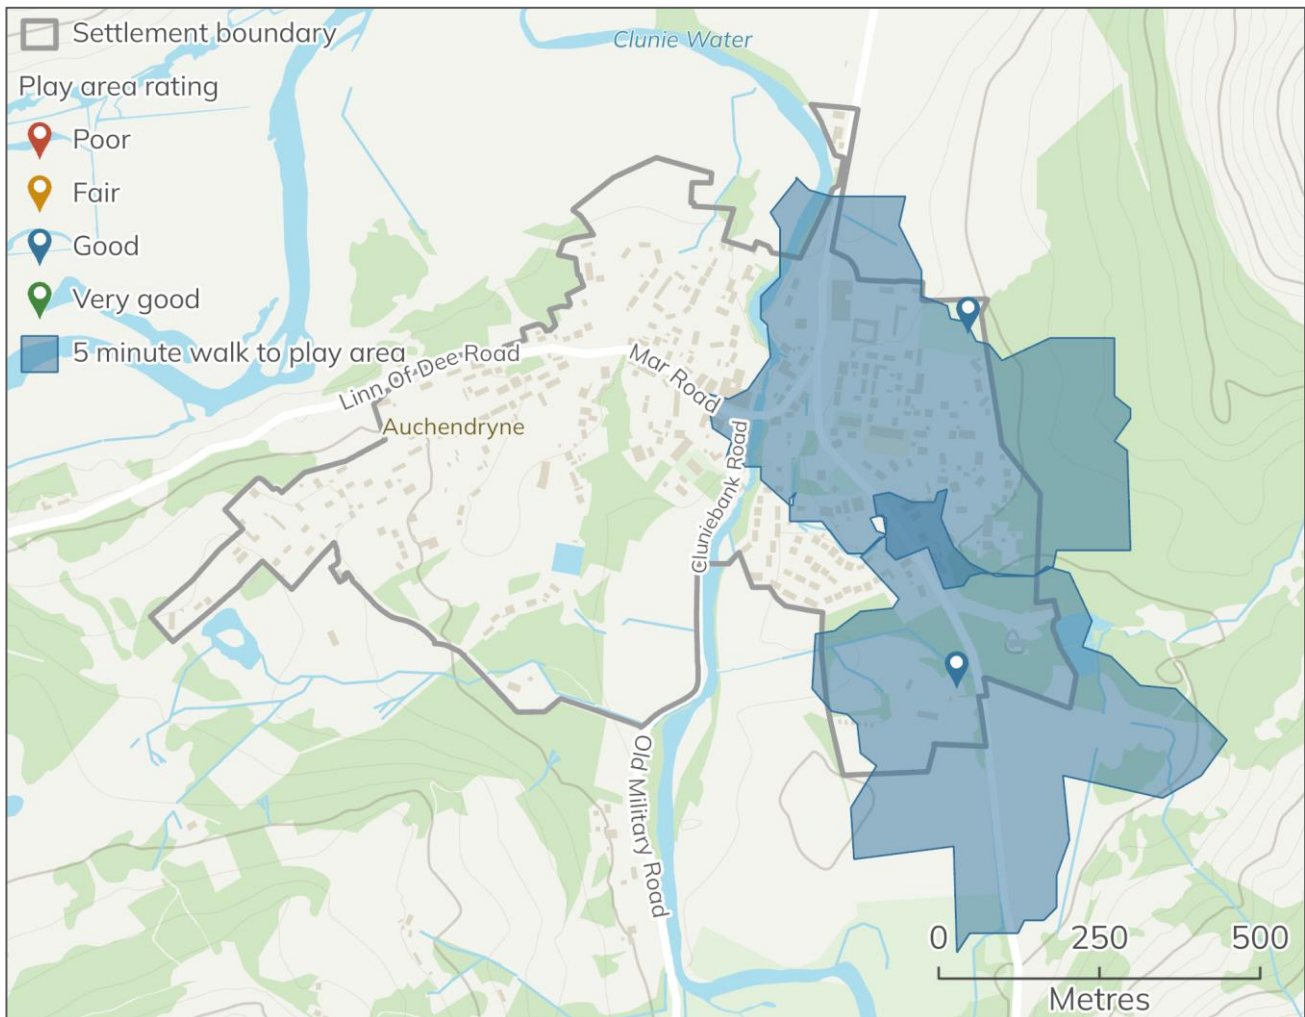 Settlement boundary
Play area rating
Poor
Fair
Good
Very good
5 minute walk to play area
Clunie Water
Linn Of Dee Road
Mar Road
Auchendryne
Cluniebank Road
Old Military Road
0 250 500
Metres